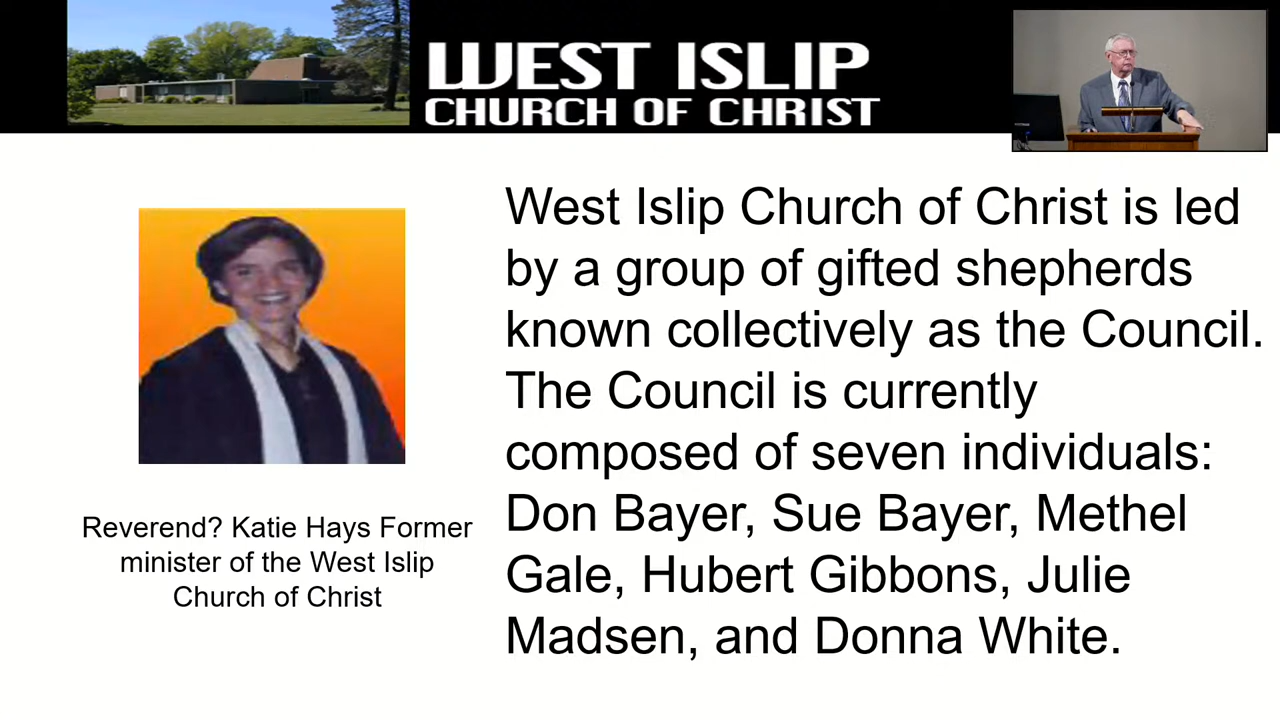 WEST ISLIP
CHURCH OF CHRIST
West Islip Church of Christ is led
by a group of gifted shepherds
known collectively as the Council.
The Council is currently
composed of seven individuals:
Don Bayer, Sue Bayer, Methel
Gale, Hubert Gibbons, Julie
Madsen, and Donna White.
Reverend? Katie Hays Former
minister of the West Islip
Church of Christ